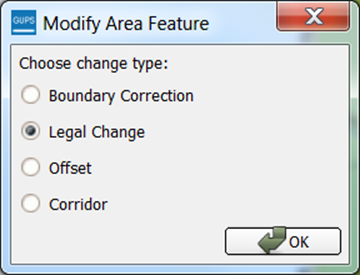 GUPS Modify Area Feature
Choose change type:
Boundary Correction
Legal Change
Offset
Corridor
OK